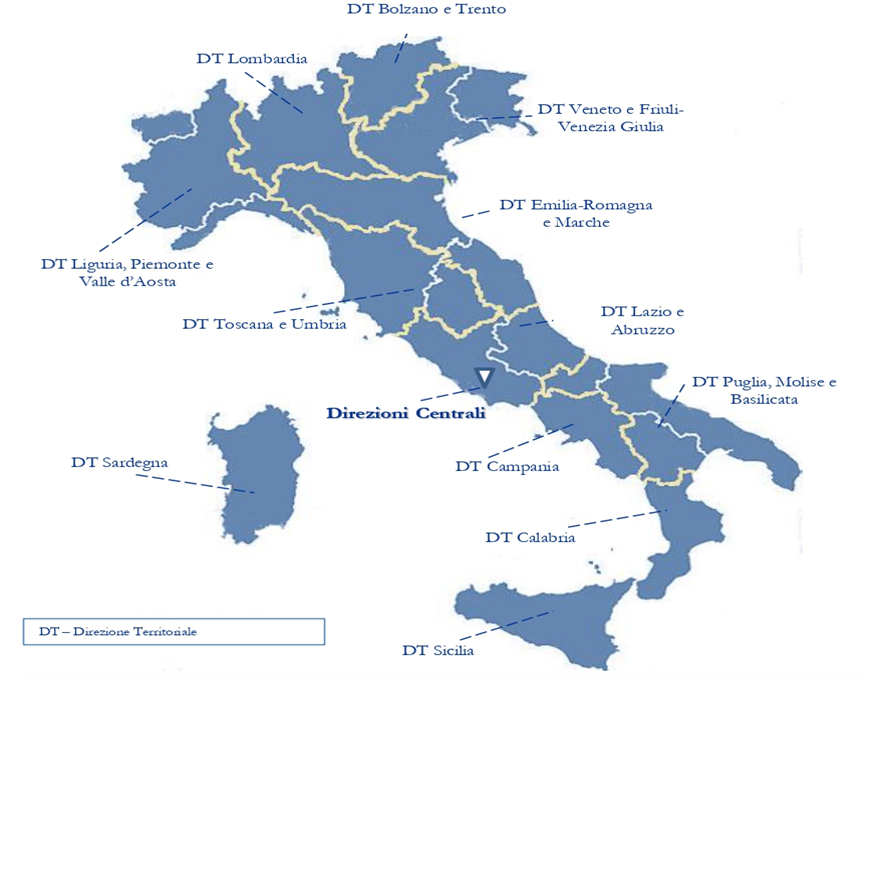 DT Bolzano e Trento
DT Lombardia
DT Veneto e Friuli-
Venezia Giulia
DT Emilia-Romagna
e Marche
DT Liguria, Piemonte e
Valle d'Aosta
DT Toscana e Umbria
DT Lazio e
Abruzzo
DT Puglia, Molise e
Basilicata
Direzioni Centrali
DT Sardegna
DT Campania
DT Calabria
DT – Direzione Territoriale
DT Sicilia